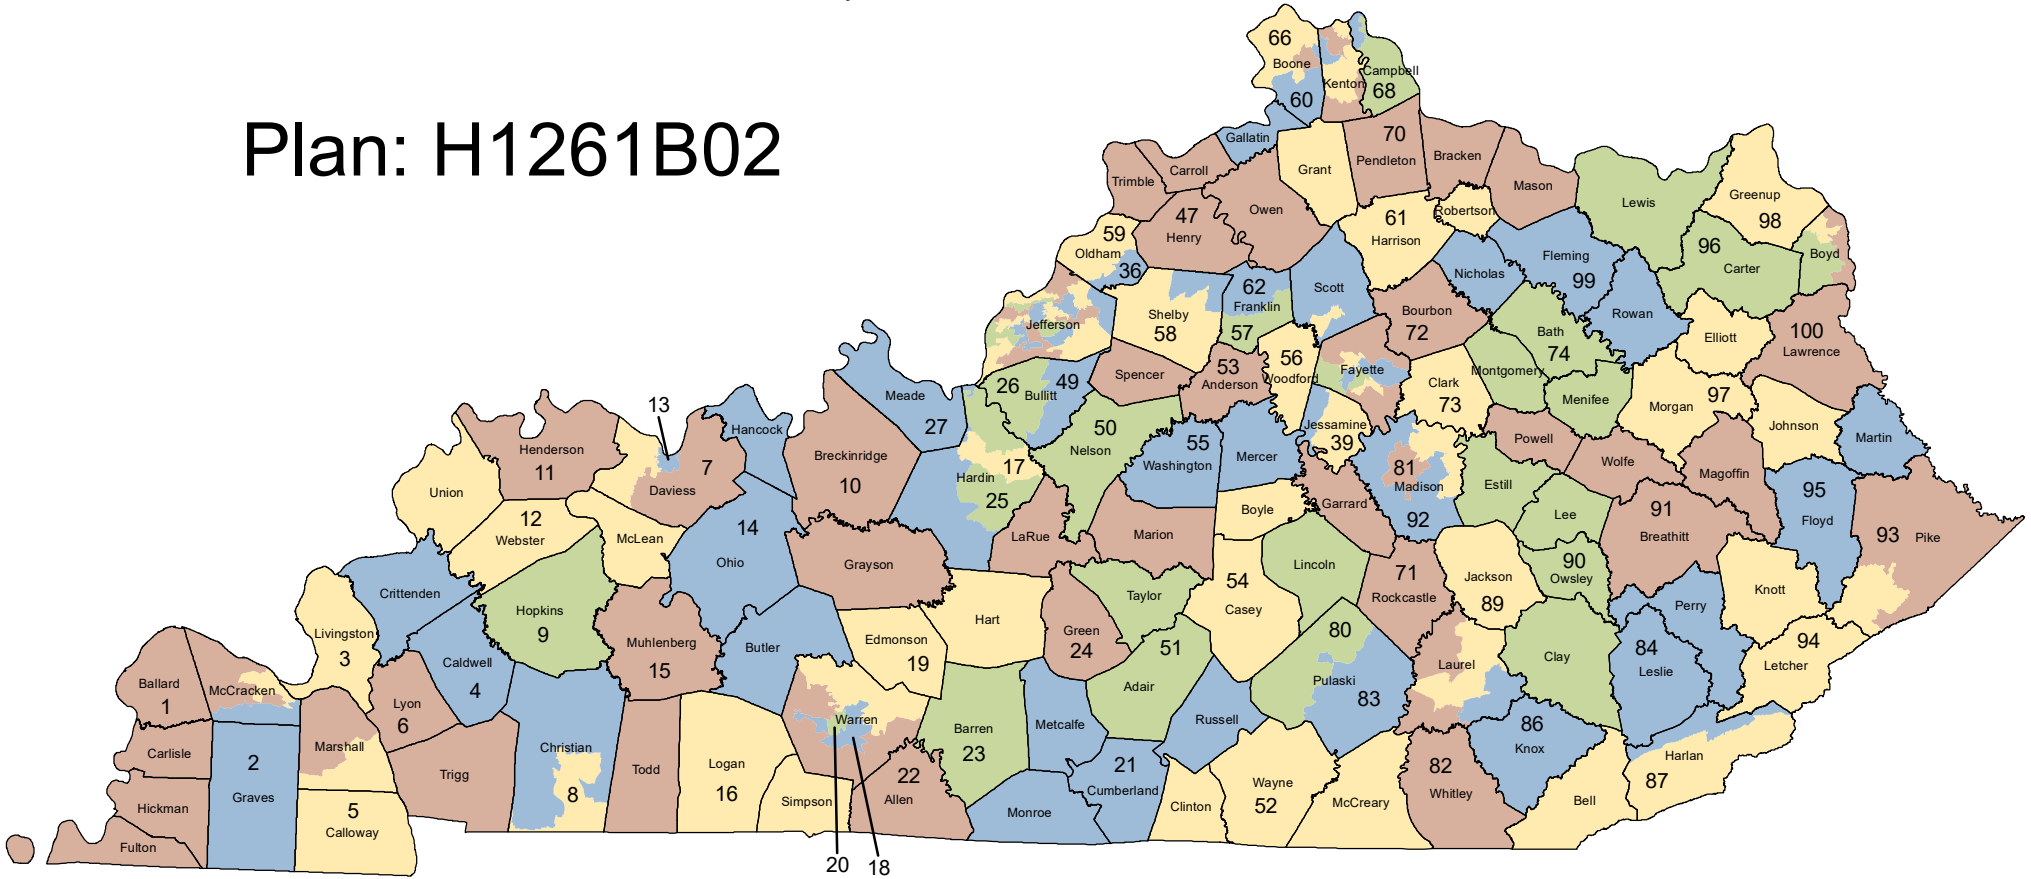 66
Boone
Campbell
Kenton
68
60
Plan: H1261B02
Gallatin
70
Pendleton
Bracken
Grant
Carroll
Trimble
Mason
Greenup
98
Lewis
Robertson
Owen
47
Henry
61
Harrison
59
Oldham
36
Fleming
99
96
Carter
Boyd
Nicholas
Scott
62
Franklin
57
Shelby
58
Jefferson
Bourbon
72
Rowan
Bath
74
Elliott
100
Lawrence
56
Woodford
Fayette
53
Anderson
Spencer
26
49
Bullitt
Montgomery
Clark
73
Menifee
Morgan
97
Johnson
Martin
Meade
27
13
Hancock
Henderson
11
7
Daviess
Breckinridge
10
50
Nelson
55
Washington
Mercer
Jessamine
39
Powell
Wolfe
Magoffin
17
Hardin
25
81
Madison
92
Estill
Union
12
Webster
McLean
14
Ohio
Garrard
Boyle
Lee
91
Breathitt
95
Floyd
93
Pike
LaRue
Marion
Grayson
Lincoln
71
Rockcastle
Jackson
89
90
Owsley
Crittenden
Hopkins
9
Taylor
54
Casey
Knott
Perry
Livingston
3
Muhlenberg
15
Butler
Edmonson
19
Hart
Green
24
51
Adair
80
Pulaski
83
Laurel
Clay
84
Leslie
94
Letcher
Caldwell
4
Ballard
1
McCracken
Lyon
6
Warren
Barren
23
Metcalfe
Russell
86
Knox
Carlisle
Marshall
Christian
8
Harlan
87
2
Graves
Trigg
Todd
Logan
16
Simpson
22
Allen
21
Cumberland
Wayne
52
82
Whitley
Hickman
5
Calloway
Monroe
Clinton
McCreary
Bell
Fulton
20
18